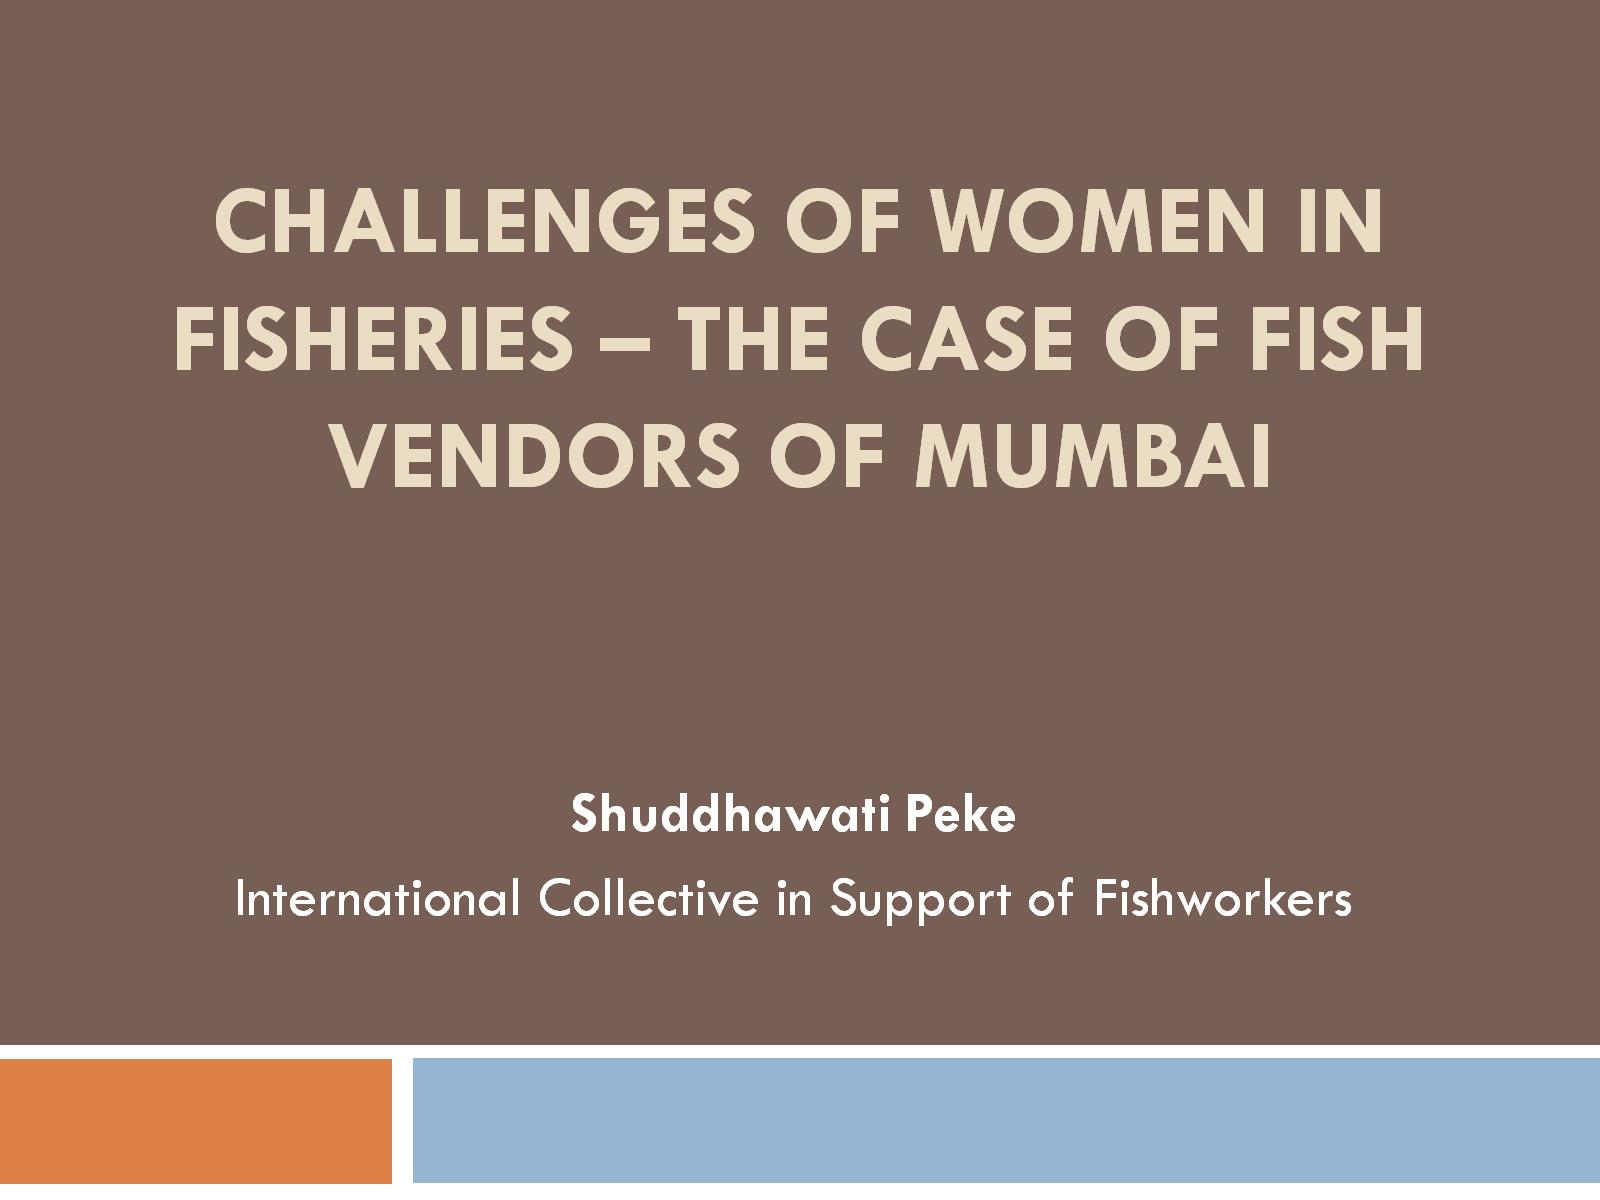 CHALLENGES OF WOMEN IN
FISHERIES – THE CASE OF FISH
VENDORS OF MUMBAI
Shuddhawati Peke
International Collective in Support of Fishworkers